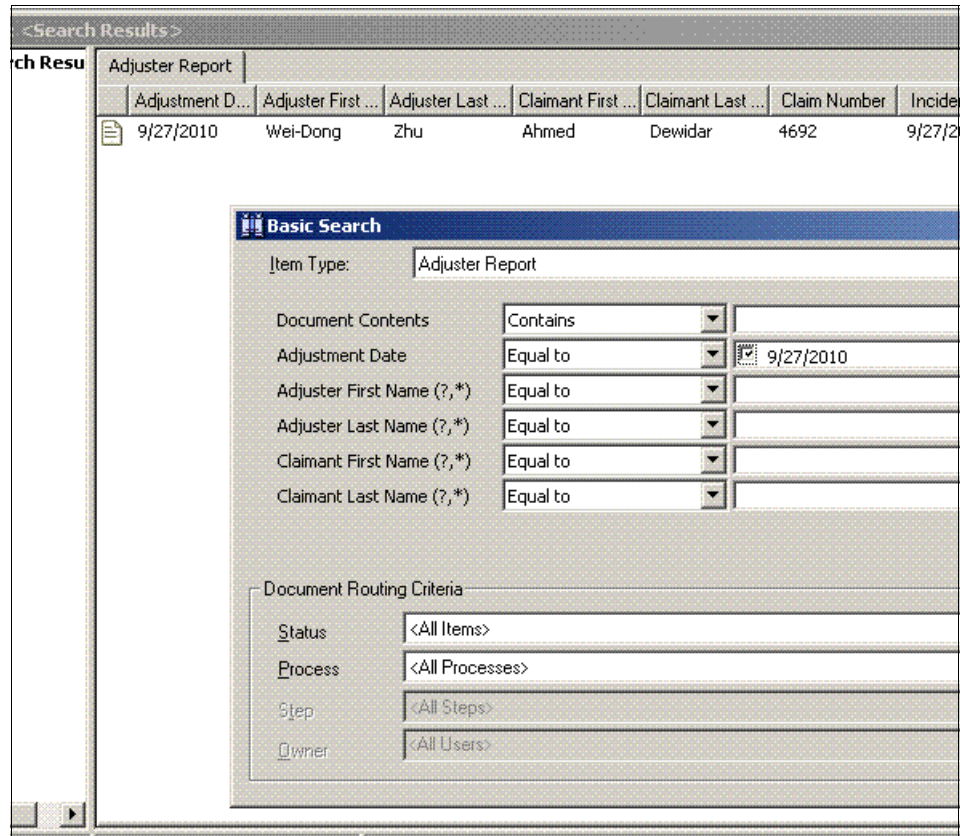 <Search Results>
rch Resu
Adjuster Report
Adjustment D... Adjuster First ... Adjuster Last ... Claimant First ... Claimant Last ... Claim Number Incide
9/27/2010 Wei-Dong Zhu Ahmed Dewidar 4692 9/27/2
Basic Search
Item Type: Adjuster Report
Document Contents Contains
Adjustment Date Equal to 9/27/2010
Adjuster First Name (?,*) Equal to
Adjuster Last Name (?,*) Equal to
Claimant First Name (?,*) Equal to
Claimant Last Name (?,*) Equal to
Document Routing Criteria
Status <All Items>
Process <All Processes>
Step <All Steps>
Owner <All Users>